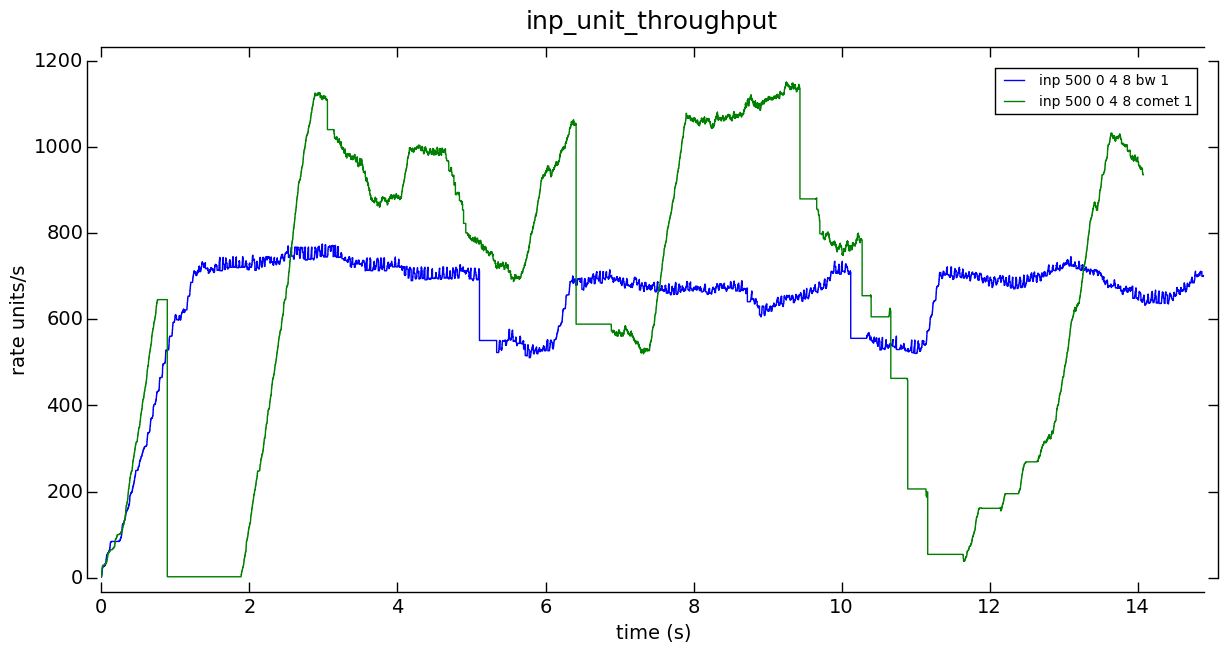 inp_unit_throughput
1200
1000
800
600
400
200
0
rate units/s
inp 500 0 4 8 bw 1
inp 500 0 4 8 comet 1
0 2 4 6 8 10 12 14
time (s)